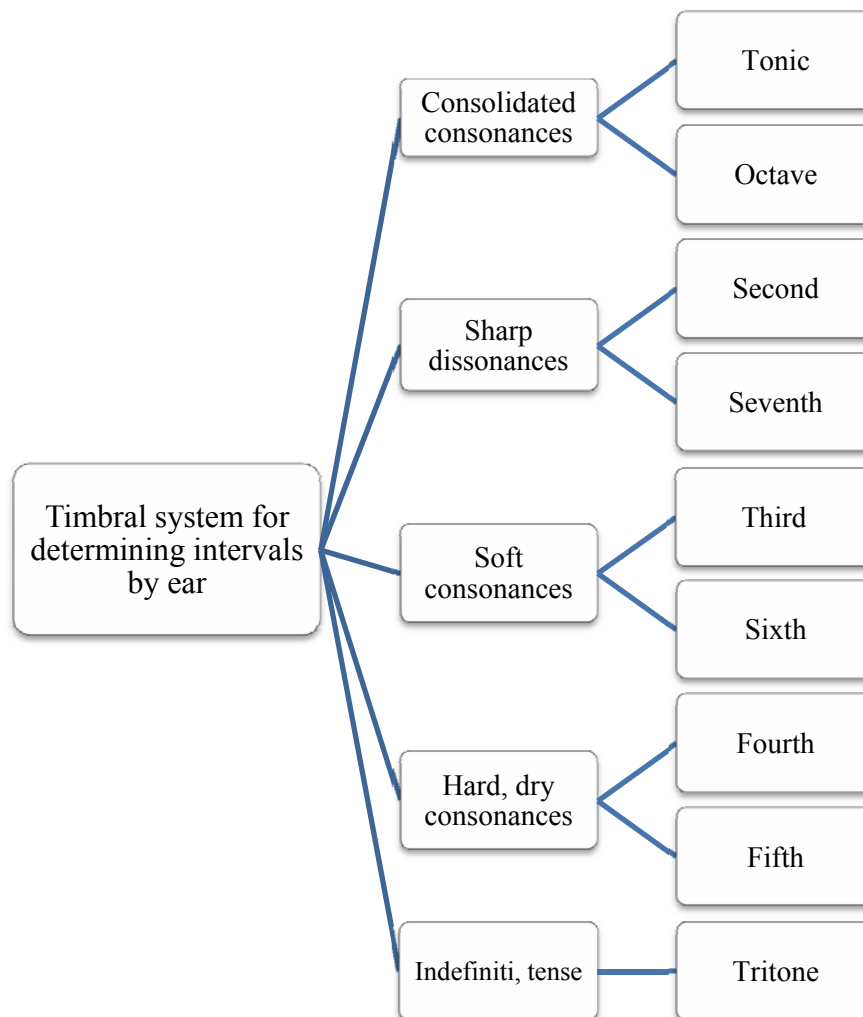 Timbral system for
determining intervals
by ear
Consolidated
consonances
Tonic
Octave
Sharp
dissonances
Second
Seventh
Soft
consonances
Third
Sixth
Hard, dry
consonances
Fourth
Fifth
Indefiniti, tense
Tritone